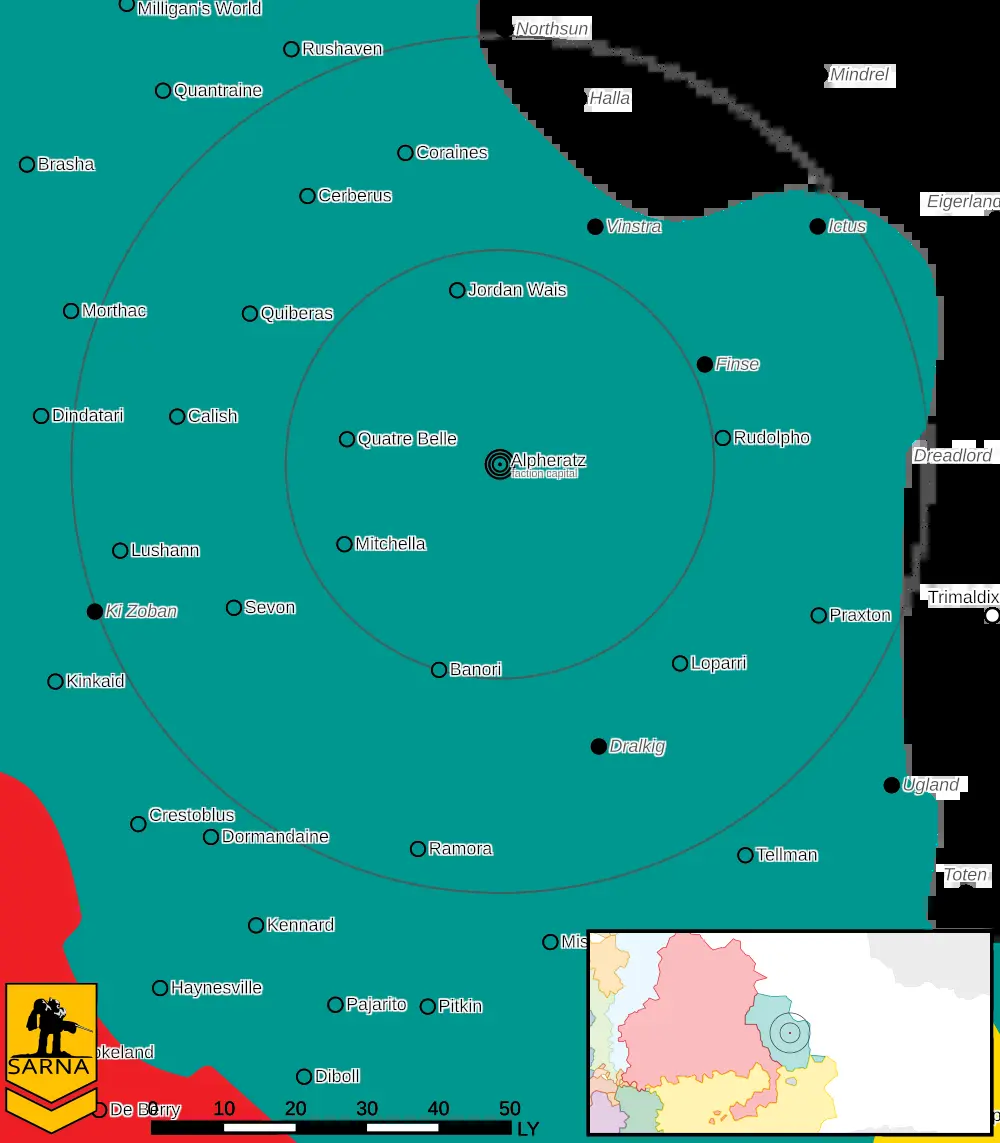 Milligan's World
Northsun
Rushaven
Mindrel
Quantraine
Halla
Coraines
Brasha
Cerberus
Eigerland
Vinstra
Ictus
Jordan Wais
Morthac
Quiberas
Finse
Dindatari
Calish
Quatre Belle
Rudolpho
Dreadlord
Alpheratz
faction capital
Mitchella
Lushann
Trimaldix
Ki Zoban
Sevon
Praxton
Banori
Loparri
Kinkaid
Dralkig
Ugland
Crestoblus
Dormandaine
Ramora
Tellman
Toten
Kennard
Mis
Haynesville
Pajarito
Pitkin
okeland
SARNA
Diboll
De Berry
0 10 20 30 40 50
LY